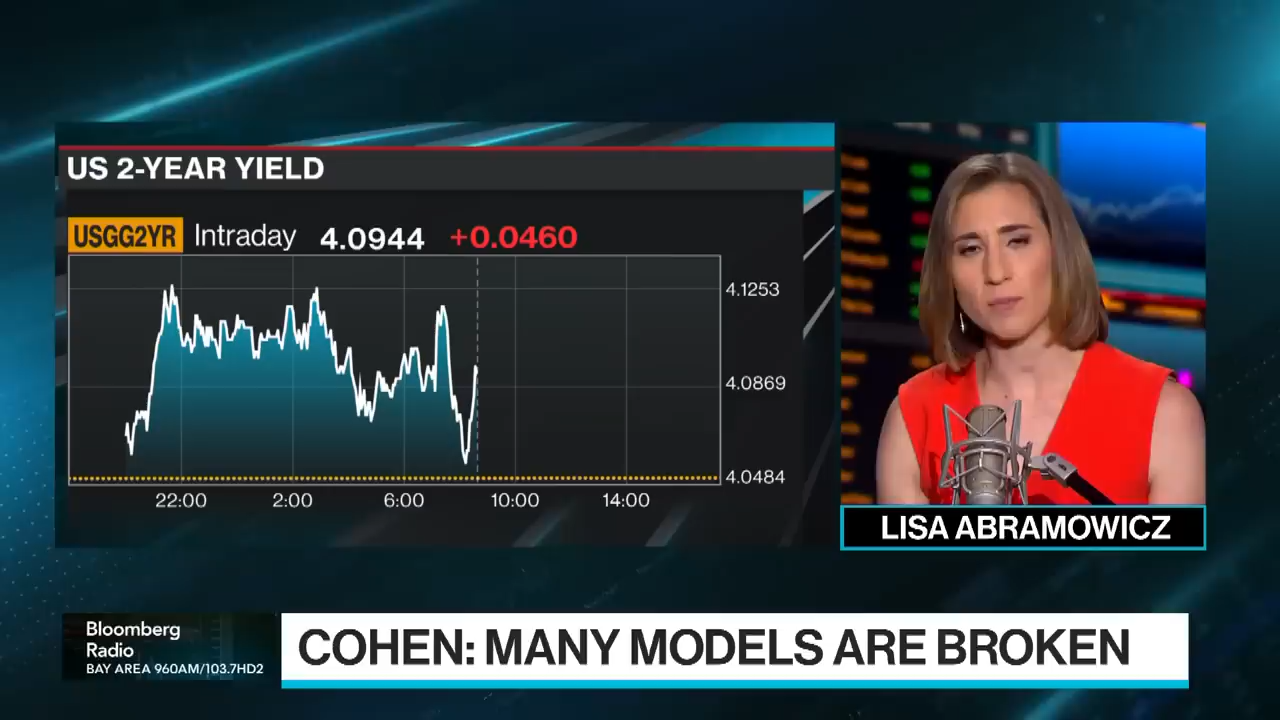 US 2-YEAR YIELD
USGG2YR Intraday 4.0944 +0.0460
4.1253
4.0869
4.0484
22:00 2:00 6:00 10:00 14:00
LISA ABRAMOWICZ
Bloomberg
Radio
BAY AREA 960AM/103.7HD2
COHEN: MANY MODELS ARE BROKEN